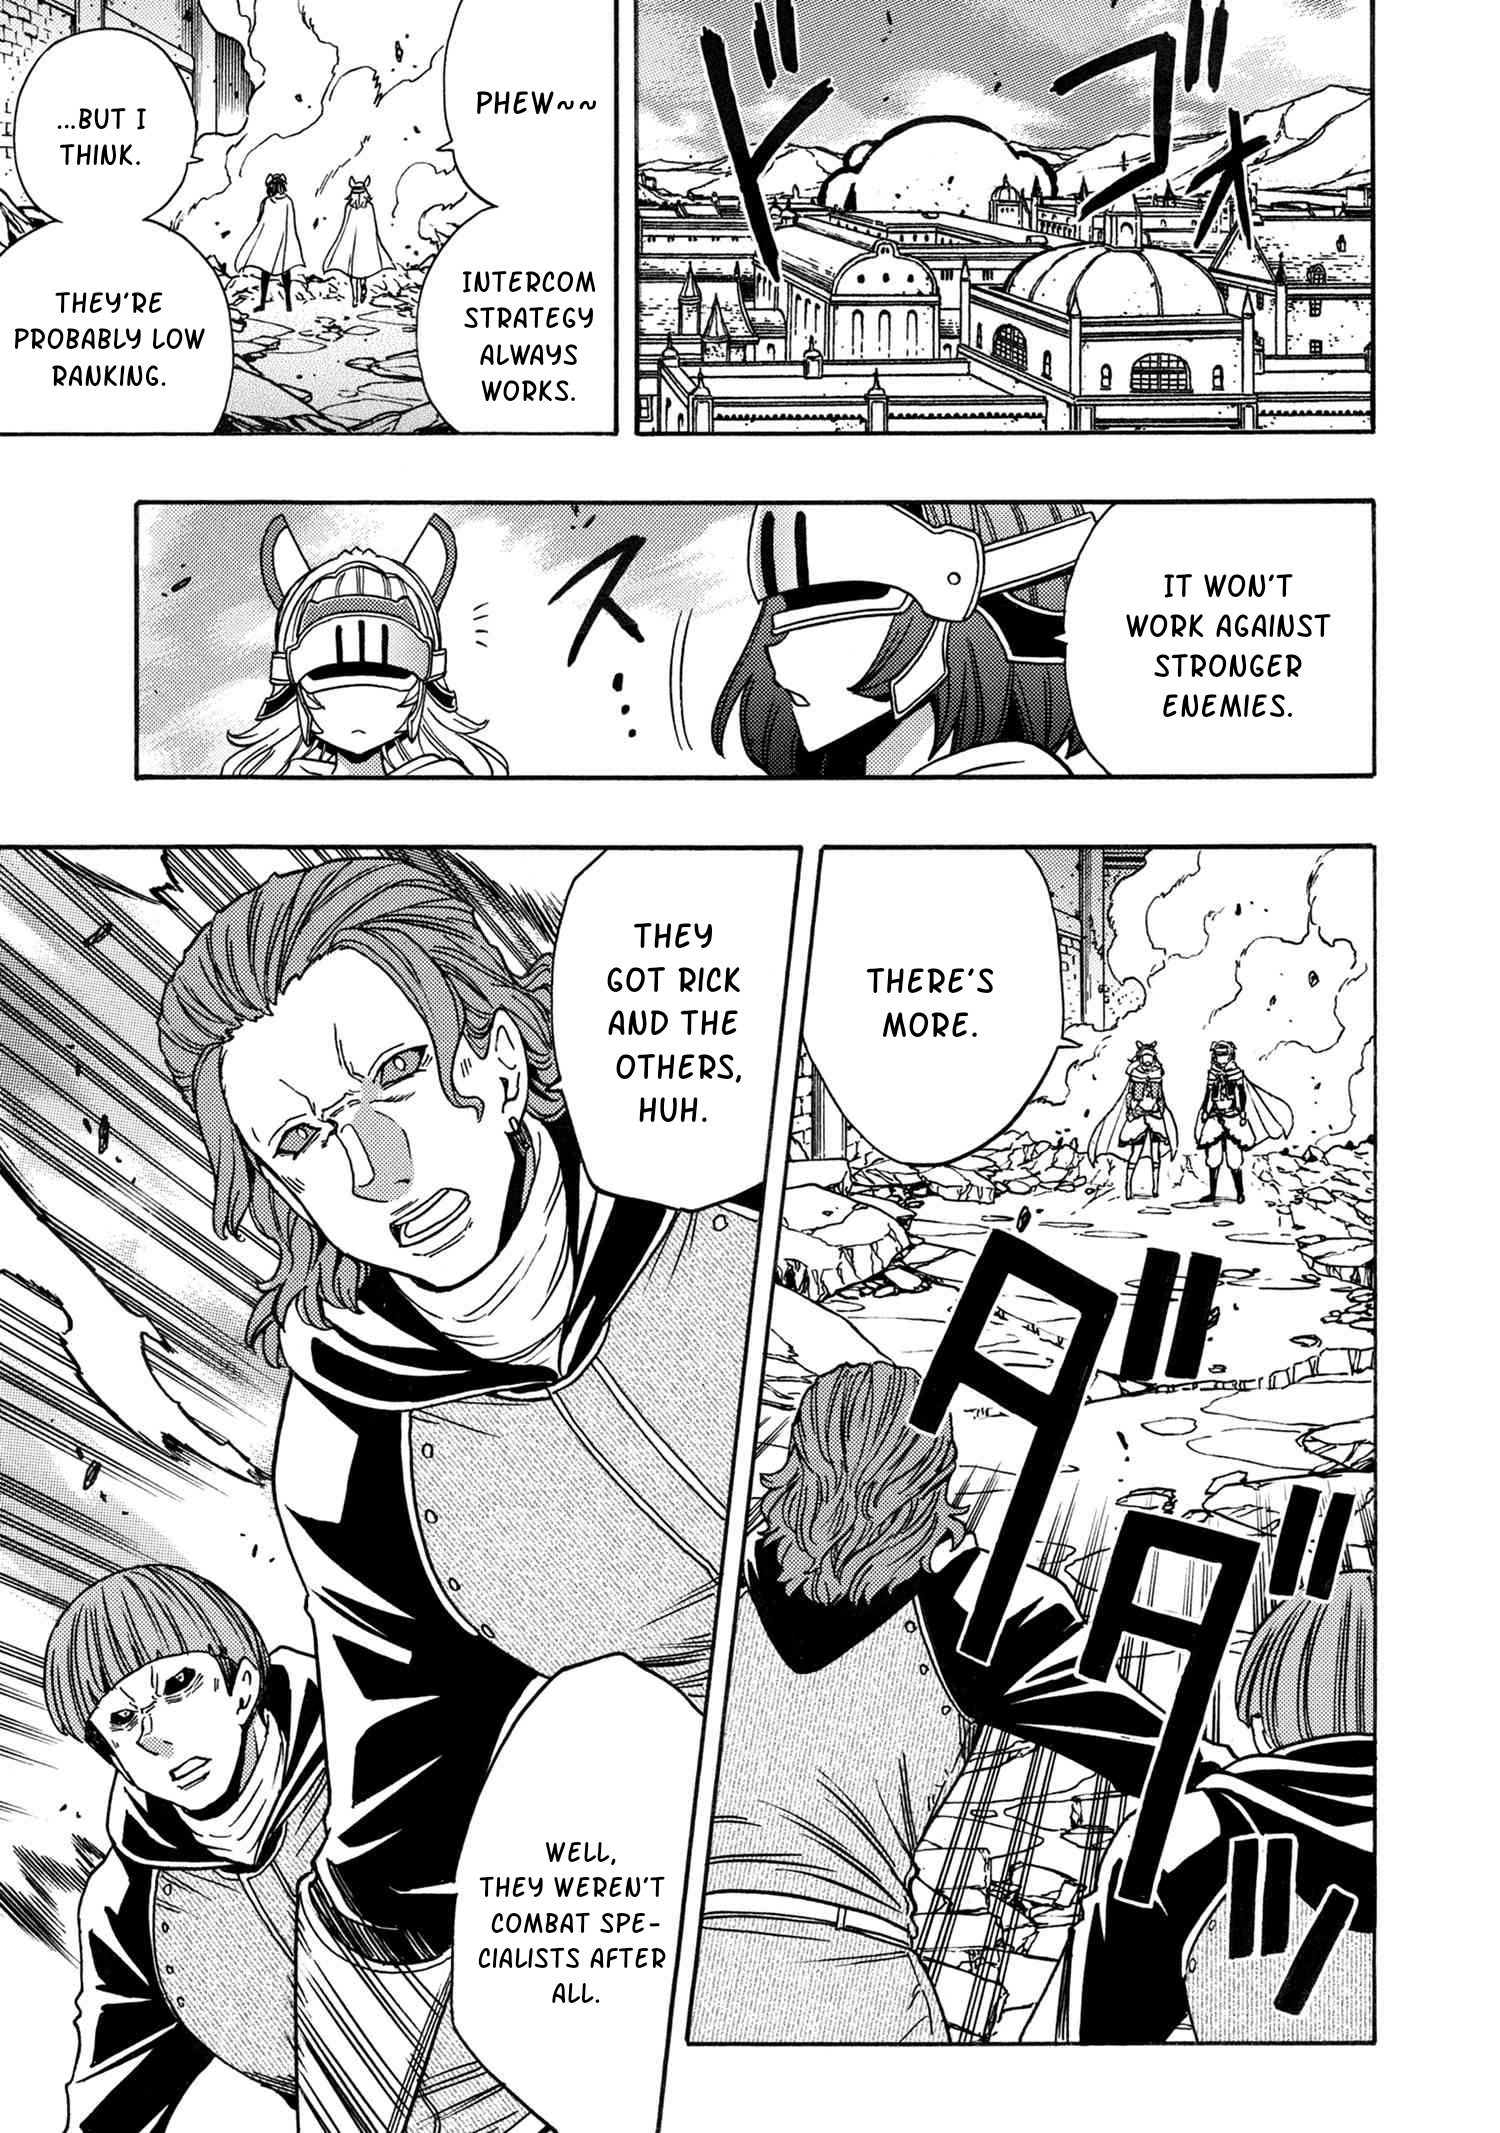 ドゴォ
PHEW~~
INTERCOM
STRATEGY
ALWAYS
WORKS.
...BUT I
THINK.
THEY'RE
PROBABLY LOW
RANKING.
IT WON'T
WORK AGAINST
STRONGER
ENEMIES.
ス...
THERE'S
MORE.
ダダッ
THEY
GOT RICK
AND THE
OTHERS,
HUH.
WELL,
THEY WEREN'T
COMBAT SPE-
CIALISTS AFTER
ALL.